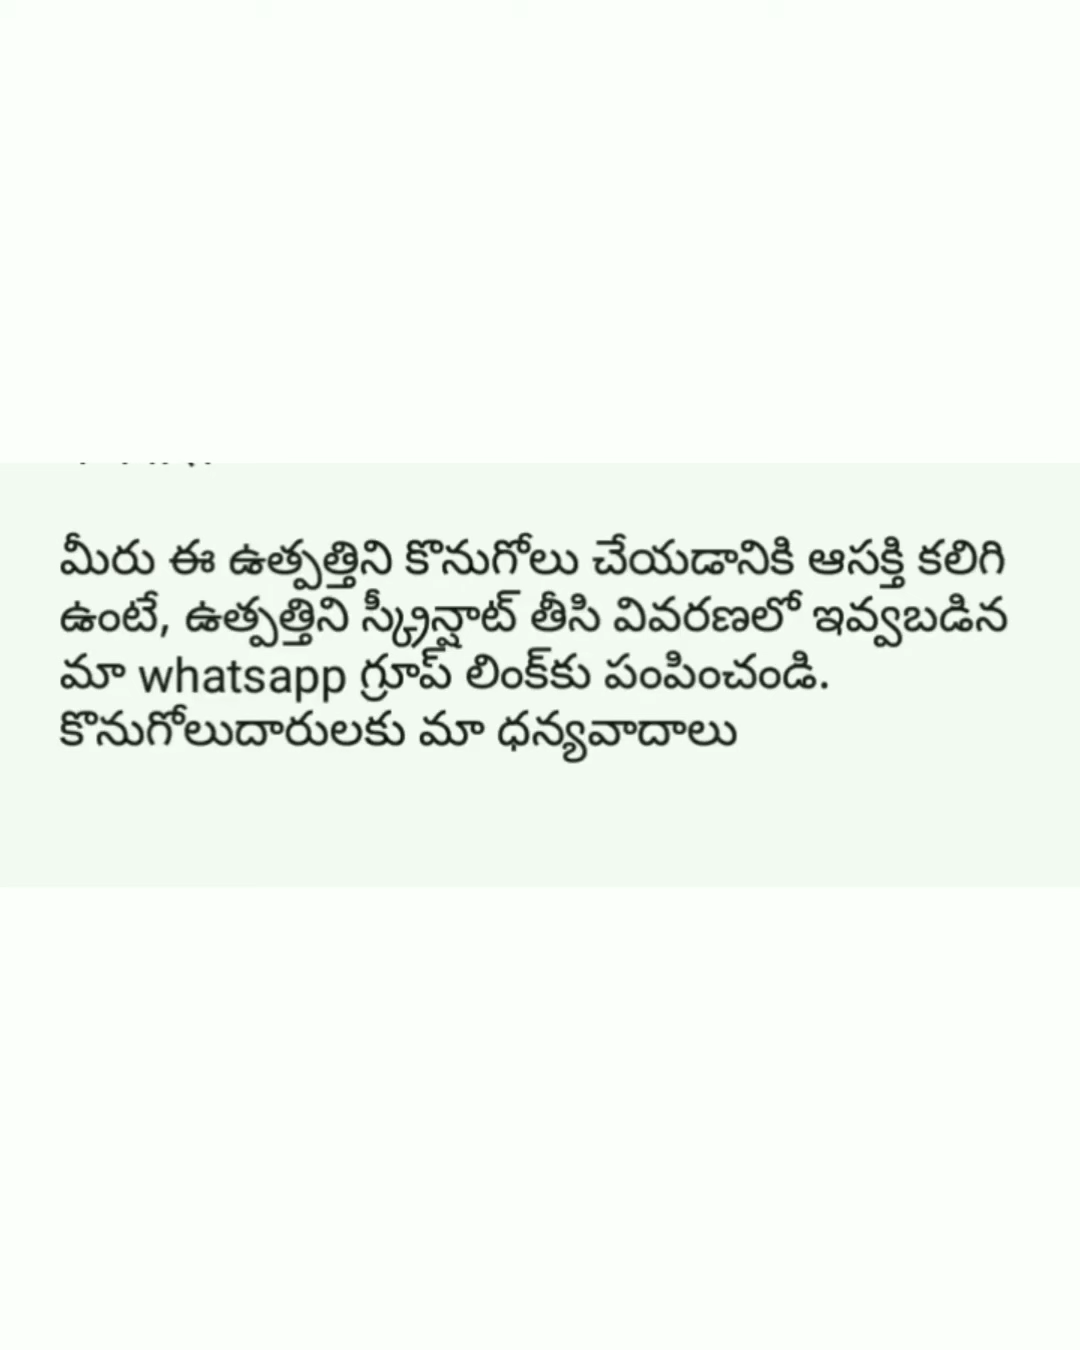 మీరు ఈ ఉత్పత్తిని కొనుగోలు చేయడానికి ఆసక్తి కలిగి
ఉంటే, ఉత్పత్తిని స్క్రీన్షాట్ తీసి వివరణలో ఇవ్వబడిన
మా whatsapp గ్రూప్ లింక్‌కు పంపించండి.
కొనుగోలుదారులకు మా ధన్యవాదాలు